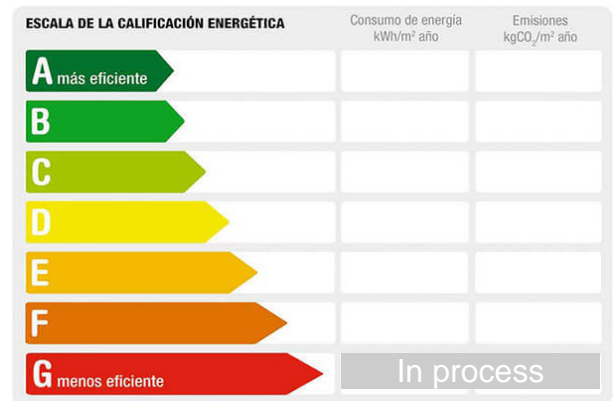 ESCALA DE LA CALIFICACIÓN ENERGÉTICA
Consumo de energía
kWh/m² año
Emisiones
kgCO₂/m² año
A más eficiente
B
C
D
E
F
G menos eficiente
In process